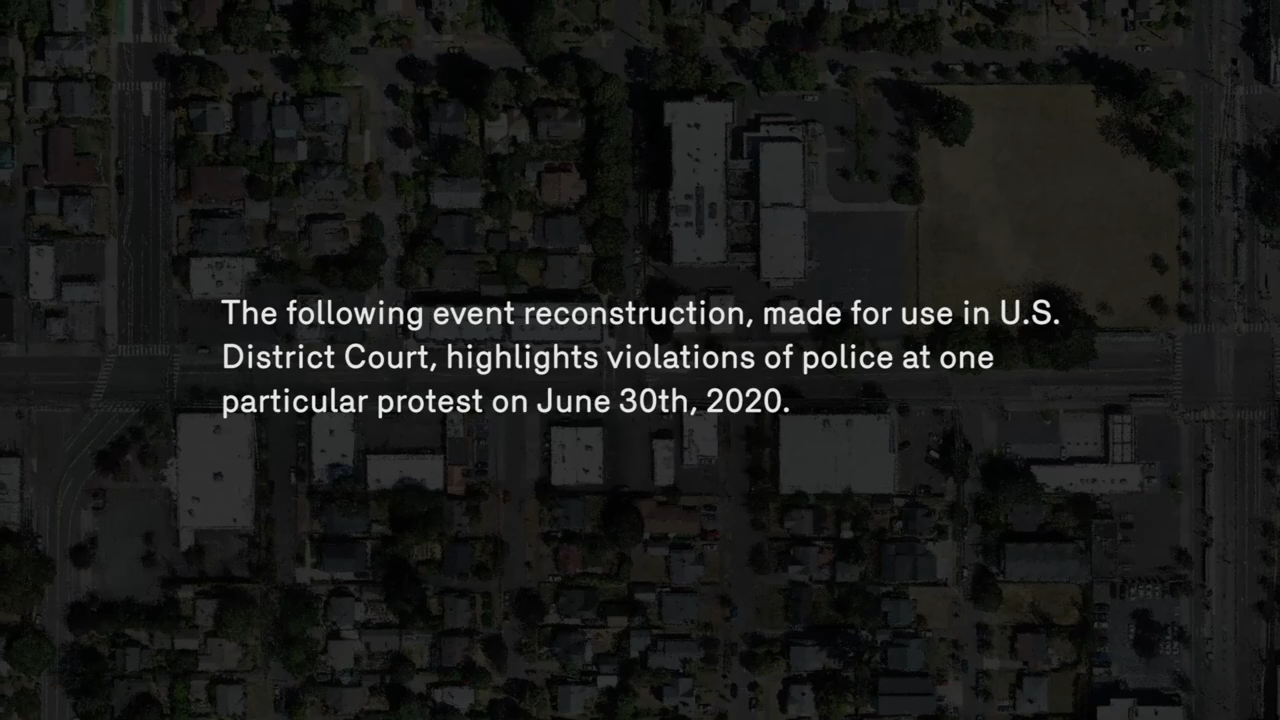 The following event reconstruction, made for use in U.S.
District Court, highlights violations of police at one
particular protest on June 30th, 2020.